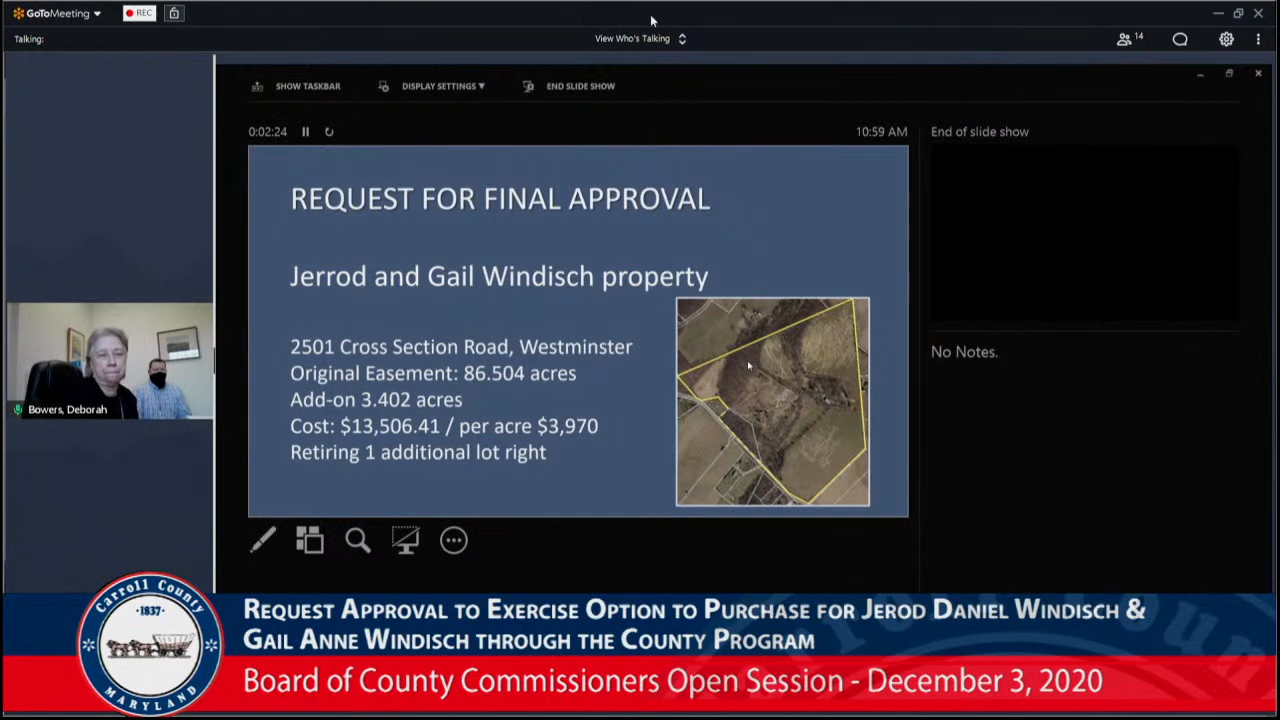 GoToMeeting
REC
Talking:
View Who's Talking
14
SHOW TASKBAR
DISPLAY SETTINGS
END SLIDE SHOW
0:02:24
10:59 AM
End of slide show
REQUEST FOR FINAL APPROVAL
Jerrod and Gail Windisch property
2501 Cross Section Road, Westminster
Original Easement: 86.504 acres
Add-on 3.402 acres
Cost: $13,506.41 / per acre $3,970
Retiring 1 additional lot right
No Notes.
Bowers, Deborah
Carroll County
·1837·
MARYLAND
REQUEST APPROVAL TO EXERCISE OPTION TO PURCHASE FOR JEROD DANIEL WINDISCH &
GAIL ANNE WINDISCH THROUGH THE COUNTY PROGRAM
Board of County Commissioners Open Session - December 3, 2020